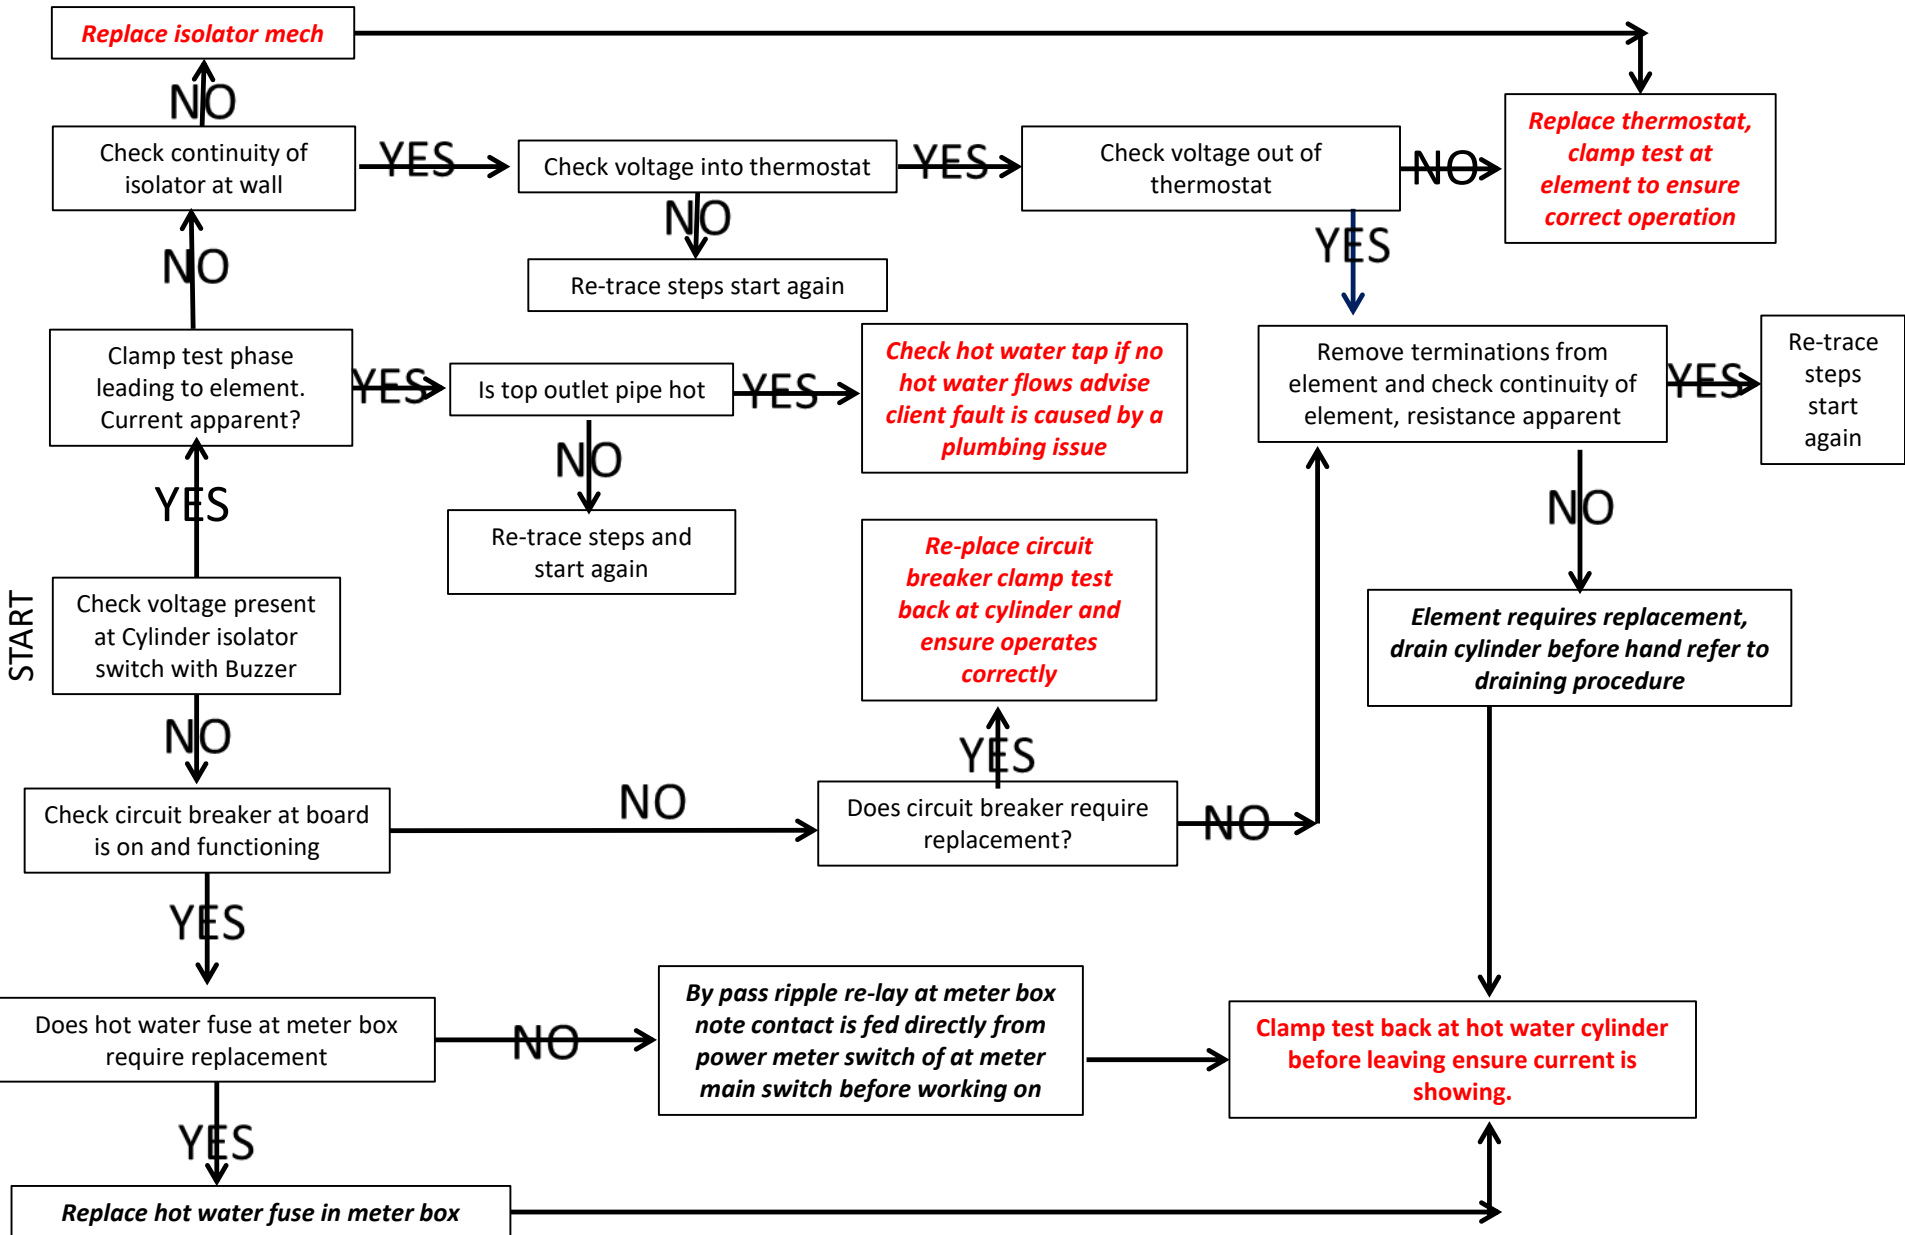 Replace isolator mech
NO
Check continuity of
isolator at wall
YES
Check voltage into thermostat
YES
Check voltage out of
thermostat
NO
Replace thermostat,
clamp test at
element to ensure
correct operation
NO
Re-trace steps start again
YES
NO
Clamp test phase
leading to element.
Current apparent?
YES
Is top outlet pipe hot
YES
Check hot water tap if no
hot water flows advise
client fault is caused by a
plumbing issue
Remove terminations from
element and check continuity of
element, resistance apparent
YES
Re-trace
steps
start
again
NO
Re-trace steps and
start again
NO
YES
START
Check voltage present
at Cylinder isolator
switch with Buzzer
Re-place circuit
breaker clamp test
back at cylinder and
ensure operates
correctly
Element requires replacement,
drain cylinder before hand refer to
draining procedure
NO
YES
Check circuit breaker at board
is on and functioning
NO
Does circuit breaker require
replacement?
NO
YES
Does hot water fuse at meter box
require replacement
NO
By pass ripple re-lay at meter box
note contact is fed directly from
power meter switch of at meter
main switch before working on
Clamp test back at hot water cylinder
before leaving ensure current is
showing.
YES
Replace hot water fuse in meter box